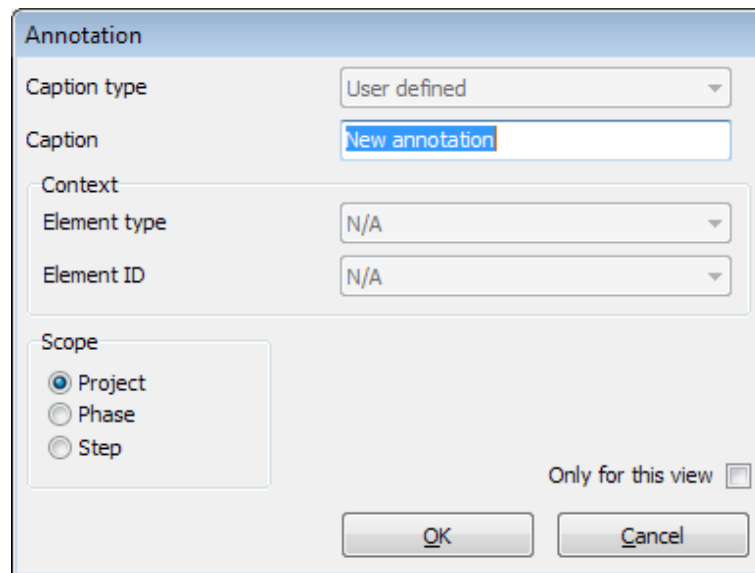 Annotation
Caption type User defined
Caption New annotation
Context
Element type N/A
Element ID N/A
Scope
Project
Phase
Step
Only for this view
OK Cancel